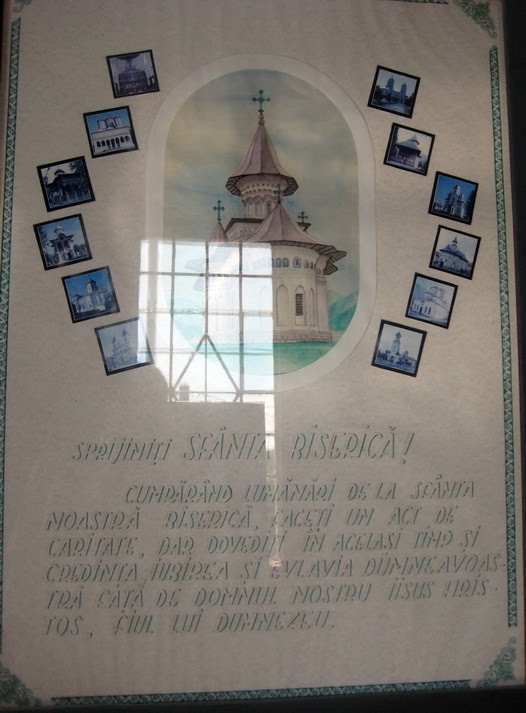 SPRIJINIȚI SFÂNTA BISERICĂ!
CUMPĂRÂND LUMÂNĂRI DE LA SFÂNTA
NOASTRĂ BISERICĂ, FACEȚI UN ACT DE
CARITATE, DAR DOVEDIȚI ÎN ACELAȘI TIMP ȘI
CREDINȚA, IUBIREA ȘI EVLAVIA DUMNEAVOAS-
TRĂ FAȚĂ DE DOMNUL NOSTRU IISUS HRIS-
TOS, FIUL LUI DUMNEZEU.